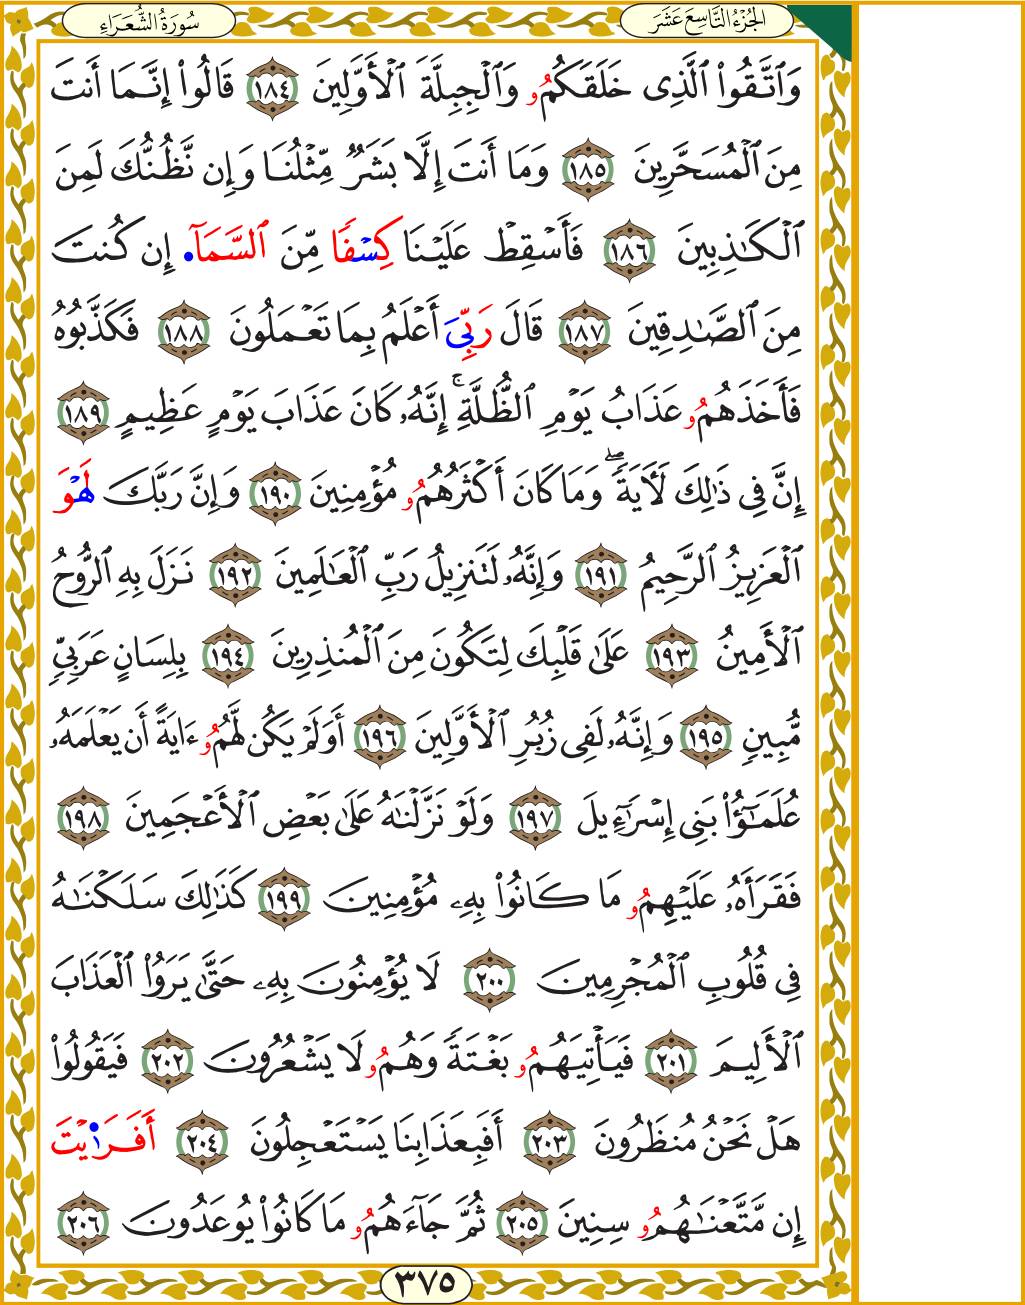 الجُزْءُ التَّاسِعَ عَشَرَ
سُورَةُ الشُّعَرَاءِ
وَٱتَّقُوا۟ ٱلَّذِى خَلَقَكُمُۥ وَٱلْجِبِلَّةَ ٱلْأَوَّلِينَ ١٨٤ قَالُوٓا۟ إِنَّمَا أَنتَ
مِنَ ٱلْمُسَحَّرِينَ ١٨٥ وَمَا أَنتَ إِلَّا بَشَرٌ مِّثْلُنَا وَإِن نَّظُنُّكَ لَمِنَ
ٱلْكَـٰذِبِينَ ١٨٦ فَأَسْقِطْ عَلَيْنَا كِسْفًا مِّنَ ٱلسَّمَآ• إِن كُنتَ
مِنَ ٱلصَّـٰدِقِينَ ١٨٧ قَالَ رَبِّىَ أَعْلَمُ بِمَا تَعْمَلُونَ ١٨٨ فَكَذَّبُوهُ
فَأَخَذَهُمُۥ عَذَابُ يَوْمِ ٱلظُّلَّةِ ۚ إِنَّهُۥ كَانَ عَذَابَ يَوْمٍ عَظِيمٍ ١٨٩
إِنَّ فِى ذَٰلِكَ لَأَيَةً ۖ وَمَا كَانَ أَكْثَرُهُمُۥ مُؤْمِنِينَ ١٩٠ وَإِنَّ رَبَّكَ لَهْوَ
ٱلْعَزِيزُ ٱلرَّحِيمُ ١٩١ وَإِنَّهُۥ لَتَنزِيلُ رَبِّ ٱلْعَـٰلَمِينَ ١٩٢ نَزَلَ بِهِ ٱلرُّوحُ
ٱلْأَمِينُ ١٩٣ عَلَىٰ قَلْبِكَ لِتَكُونَ مِنَ ٱلْمُنذِرِينَ ١٩٤ بِلِسَانٍ عَرَبِىٍّ
مُّبِينٍ ١٩٥ وَإِنَّهُۥ لَفِى زُبُرِ ٱلْأَوَّلِينَ ١٩٦ أَوَلَمْ يَكُن لَّهُمُۥ ءَايَةً أَن يَعْلَمَهُۥ
عُلَمَـٰٓؤُا۟ بَنِى إِسْرَٰٓءِيلَ ١٩٧ وَلَوْ نَزَّلْنَـٰهُ عَلَىٰ بَعْضِ ٱلْأَعْجَمِينَ ١٩٨
فَقَرَأَهُۥ عَلَيْهِمُۥ مَا كَانُوا۟ بِهِۦ مُؤْمِنِينَ ١٩٩ كَذَٰلِكَ سَلَكْنَـٰهُ
فِى قُلُوبِ ٱلْمُجْرِمِينَ ٢٠٠ لَا يُؤْمِنُونَ بِهِۦ حَتَّىٰ يَرَوُا۟ ٱلْعَذَابَ
ٱلْأَلِيمَ ٢٠١ فَيَأْتِيَهُمُۥ بَغْتَةً وَهُمُۥ لَا يَشْعُرُونَ ٢٠٢ فَيَقُولُوا۟
هَلْ نَحْنُ مُنظَرُونَ ٢٠٣ أَفَبِعَذَابِنَا يَسْتَعْجِلُونَ ٢٠٤ أَفَرَٰ•يْتَ
إِن مَّتَّعْنَـٰهُمُۥ سِنِينَ ٢٠٥ ثُمَّ جَآءَهُمُۥ مَا كَانُوا۟ يُوعَدُونَ ٢٠٦
٣٧٥